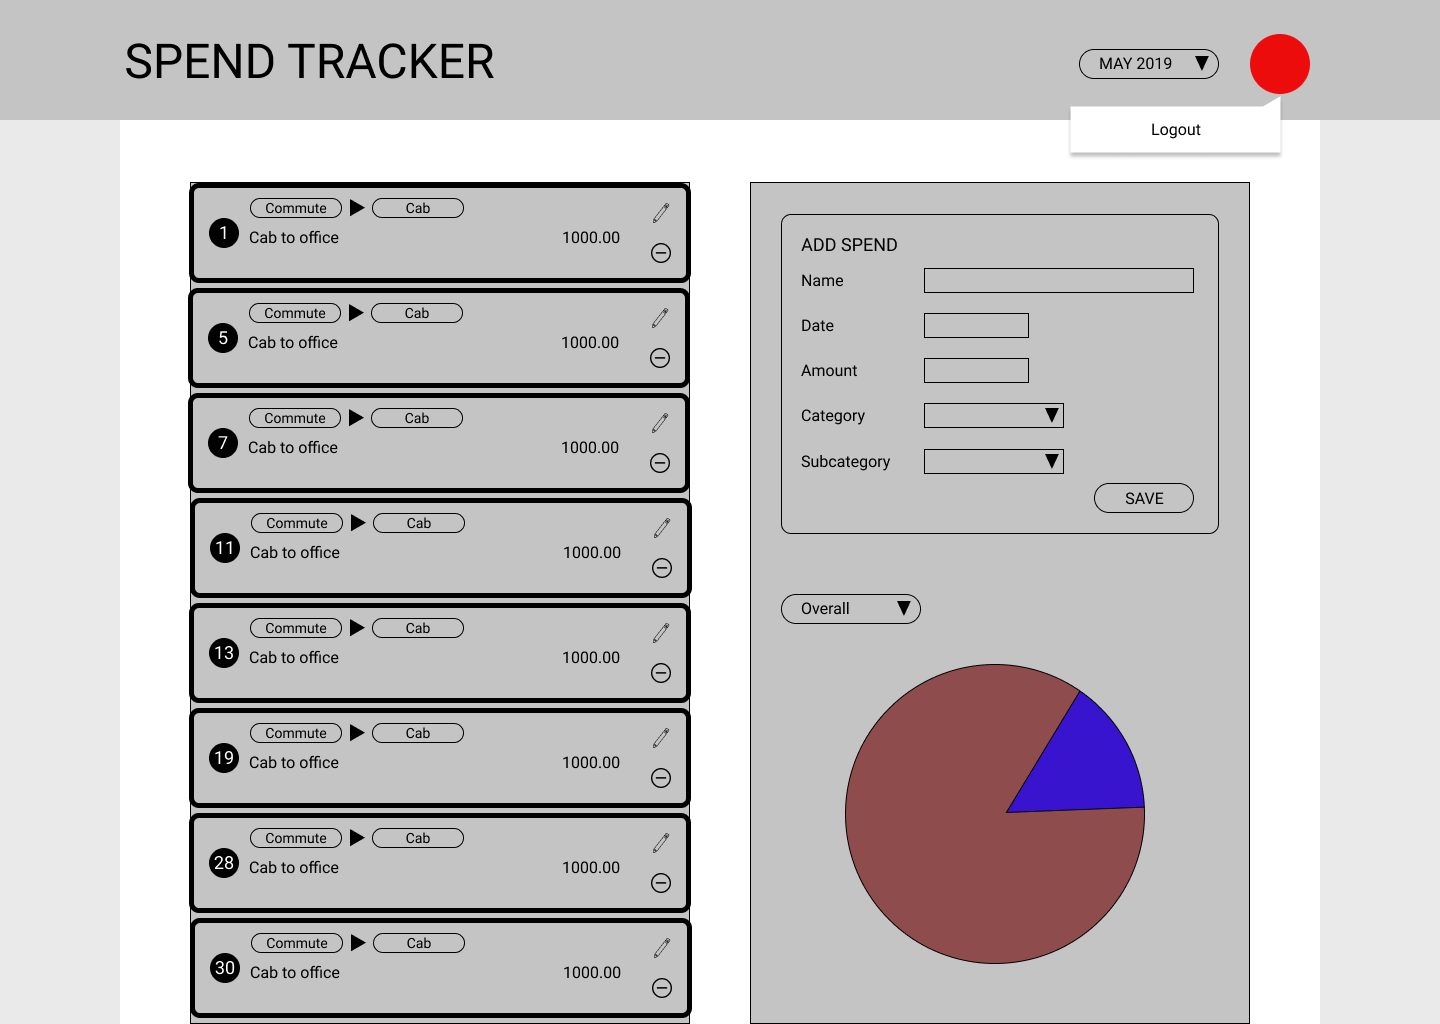 SPEND TRACKER
MAY 2019
Logout
Commute Cab
1
Cab to office 1000.00
Commute Cab
5
Cab to office 1000.00
Commute Cab
7
Cab to office 1000.00
Commute Cab
11
Cab to office 1000.00
Commute Cab
13
Cab to office 1000.00
Commute Cab
19
Cab to office 1000.00
Commute Cab
28
Cab to office 1000.00
Commute Cab
30
Cab to office 1000.00
ADD SPEND
Name
Date
Amount
Category
Subcategory
SAVE
Overall